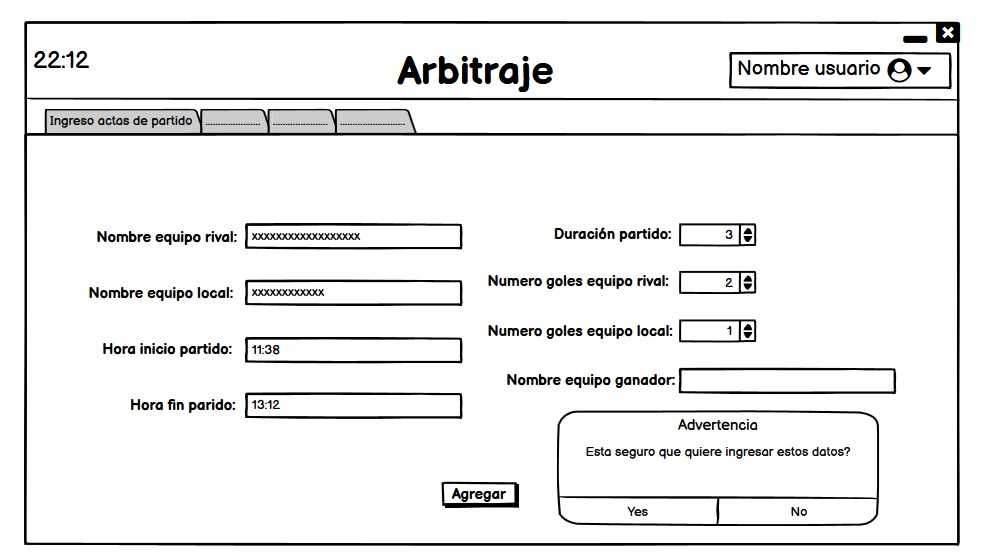 22:12
Arbitraje
Nombre usuario
Ingreso actas de partido
Nombre equipo rival: xxxxxxxxxxxxxxxxxx
Nombre equipo local: xxxxxxxxxxxx
Hora inicio partido: 11:38
Hora fin parido: 13:12
Duración partido: 3
Numero goles equipo rival: 2
Numero goles equipo local: 1
Nombre equipo ganador:
Advertencia
Esta seguro que quiere ingresar estos datos?
Yes No
Agregar